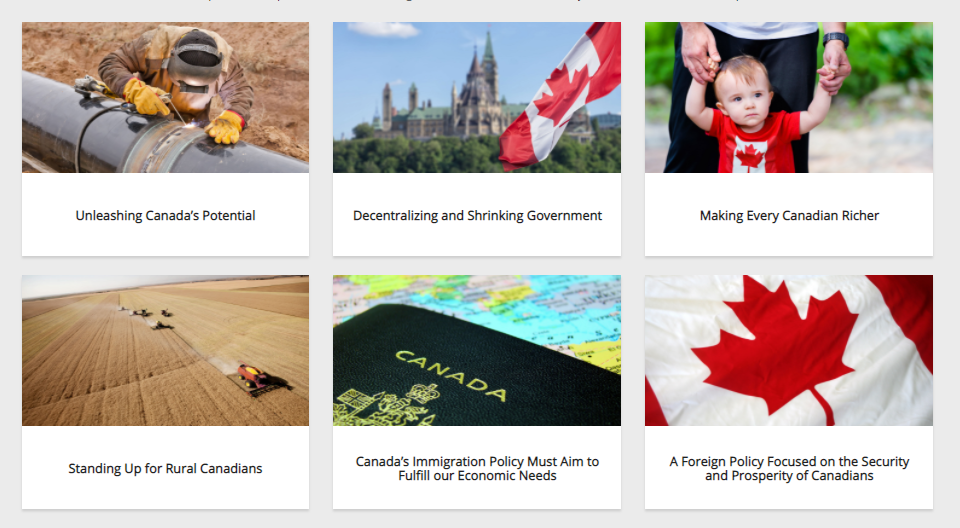 Unleashing Canada’s Potential
Decentralizing and Shrinking Government
Making Every Canadian Richer
Standing Up for Rural Canadians
CANADA
Canada’s Immigration Policy Must Aim to
Fulfill our Economic Needs
A Foreign Policy Focused on the Security
and Prosperity of Canadians